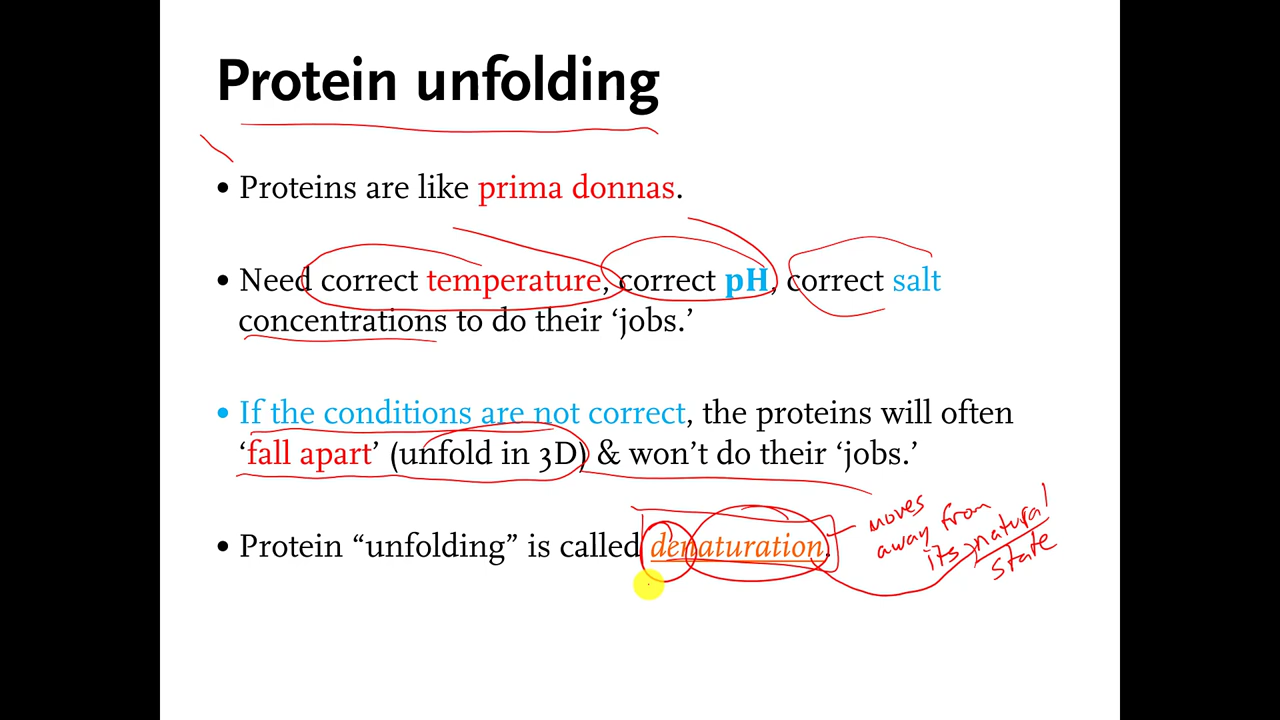 Protein unfolding
• Proteins are like prima donnas.
• Need correct temperature, correct pH, correct salt
concentrations to do their ‘jobs.’
• If the conditions are not correct, the proteins will often
‘fall apart’ (unfold in 3D) & won’t do their ‘jobs.’
• Protein “unfolding” is called denaturation.
moves
away from
its natural
state